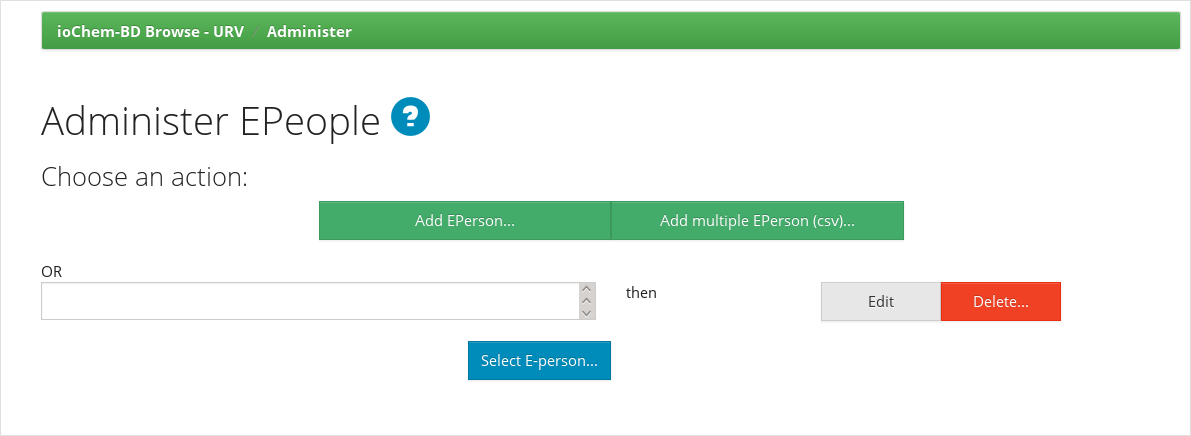 ioChem-BD Browse - URV / Administer
Administer EPeople ?
Choose an action:
Add EPerson... Add multiple EPerson (csv)...
OR
then Edit Delete...
Select E-person...